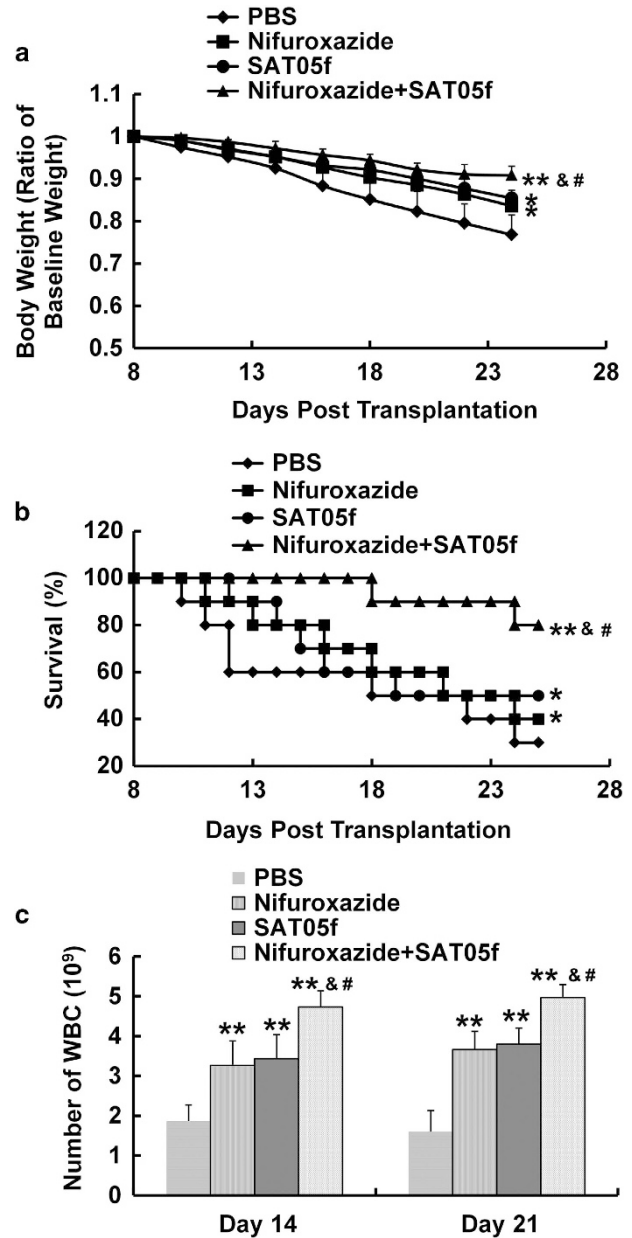 a
PBS
Nifuroxazide
SAT05f
Nifuroxazide+SAT05f
Body Weight (Ratio of
Baseline Weight)
1.1
1
0.9
0.8
0.7
0.6
0.5
** & #
*
*
8
13
18
23
28
Days Post Transplantation
b
PBS
Nifuroxazide
SAT05f
Nifuroxazide+SAT05f
Survival (%)
120
100
80
60
40
20
** & #
*
*
8
13
18
23
28
Days Post Transplantation
c
PBS
Nifuroxazide
SAT05f
Nifuroxazide+SAT05f
Number of WBC (10⁹)
6
5
4
3
2
1
0
**
**
** & #
**
**
** & #
Day 14
Day 21